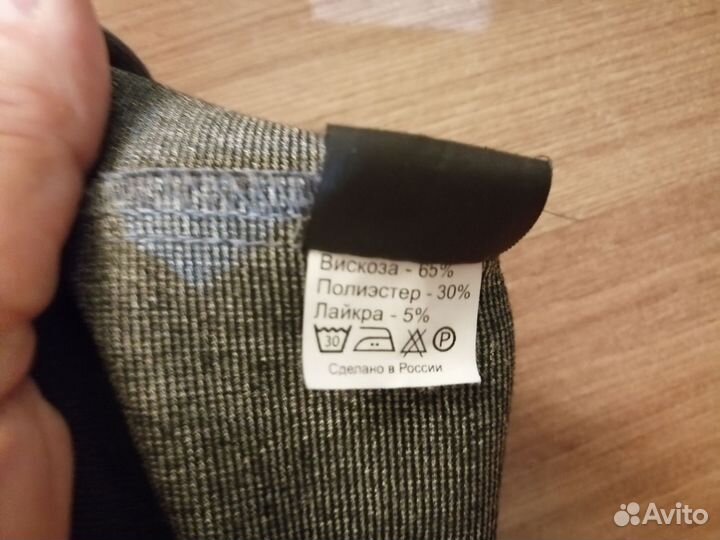 Вискоза - 65%
Полиэстер - 30%
Лайкра - 5%
30 P
Сделано в России
Avito